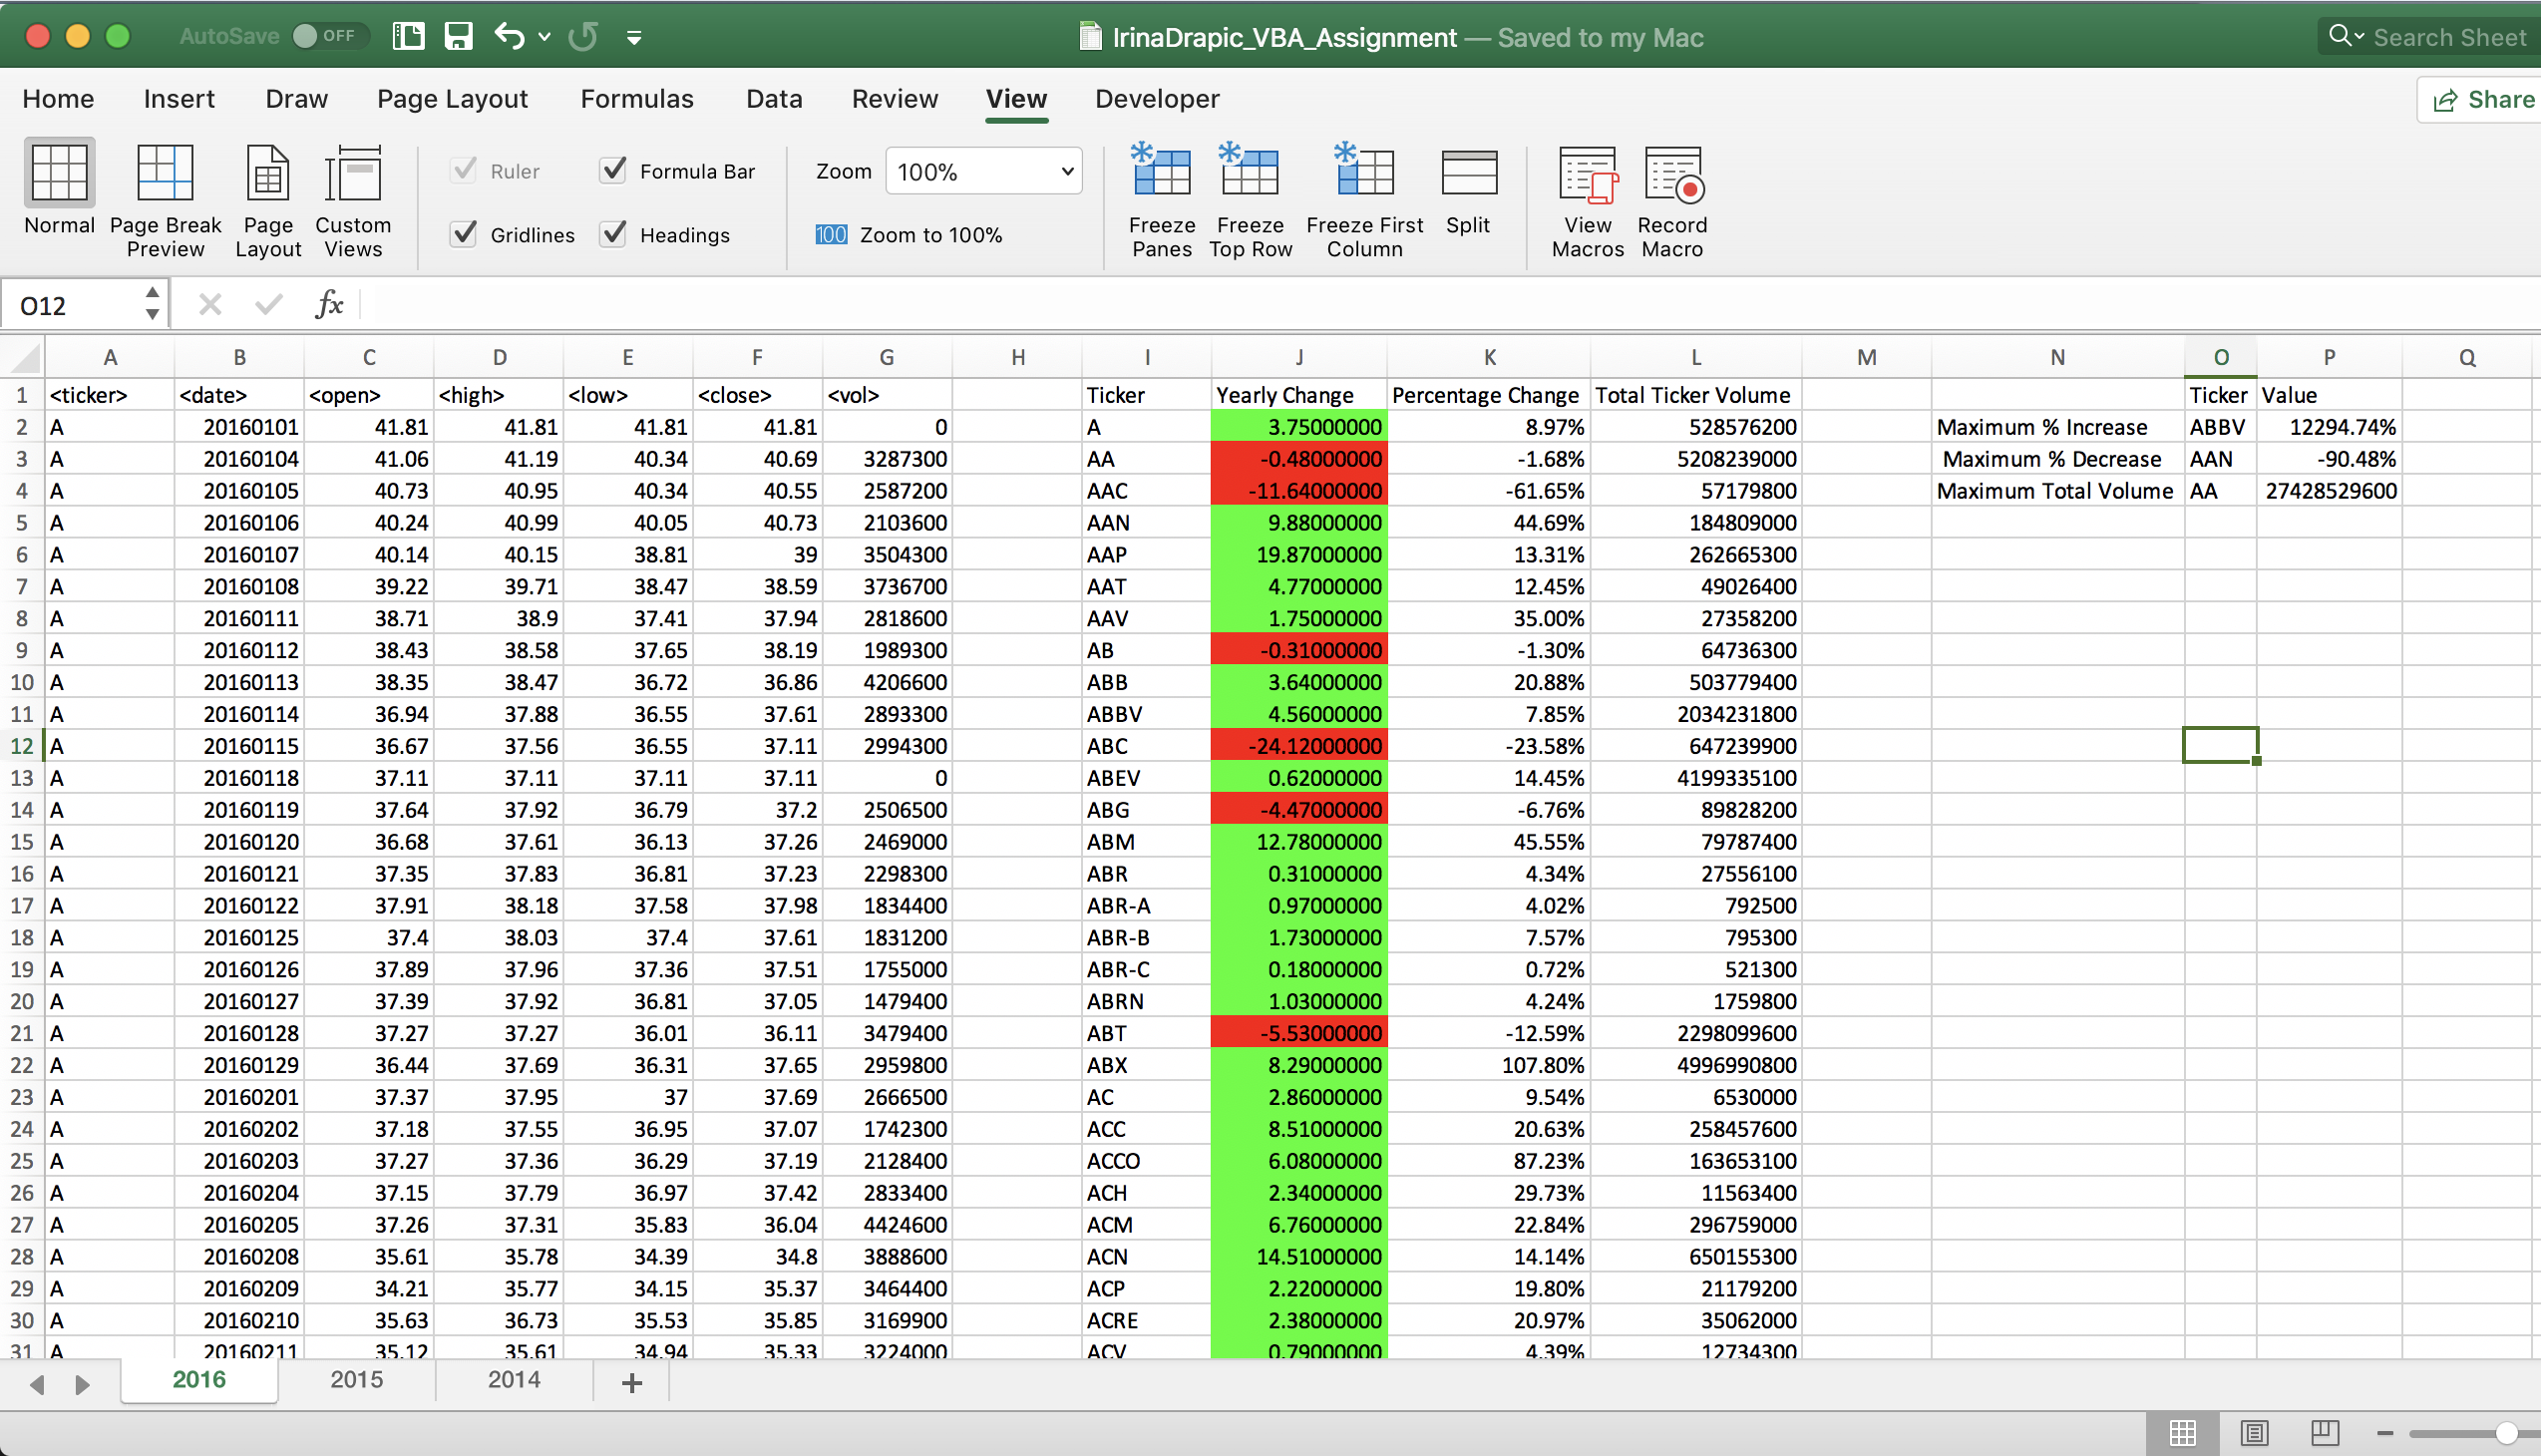 AutoSave OFF IrinaDrapic_VBA_Assignment — Saved to my Mac Search Sheet
Home Insert Draw Page Layout Formulas Data Review View Developer Share
Normal Page Break Preview Page Layout Custom Views Ruler Formula Bar Gridlines Headings Zoom 100% 100 Zoom to 100% Freeze Panes Freeze Top Row Freeze First Column Split View Macros Record Macro
O12 fx
A B C D E F G H I J K L M N O P Q
1 <ticker> <date> <open> <high> <low> <close> <vol> Ticker Yearly Change Percentage Change Total Ticker Volume Ticker Value
2 A 20160101 41.81 41.81 41.81 41.81 0 A 3.75000000 8.97% 528576200 Maximum % Increase ABBV 12294.74%
3 A 20160104 41.06 41.19 40.34 40.69 3287300 AA -0.48000000 -1.68% 5208239000 Maximum % Decrease AAN -90.48%
4 A 20160105 40.73 40.95 40.34 40.55 2587200 AAC -11.64000000 -61.65% 57179800 Maximum Total Volume AA 27428529600
5 A 20160106 40.24 40.99 40.05 40.73 2103600 AAN 9.88000000 44.69% 184809000
6 A 20160107 40.14 40.15 38.81 39 3504300 AAP 19.87000000 13.31% 262665300
7 A 20160108 39.22 39.71 38.47 38.59 3736700 AAT 4.77000000 12.45% 49026400
8 A 20160111 38.71 38.9 37.41 37.94 2818600 AAV 1.75000000 35.00% 27358200
9 A 20160112 38.43 38.58 37.65 38.19 1989300 AB -0.31000000 -1.30% 64736300
10 A 20160113 38.35 38.47 36.72 36.86 4206600 ABB 3.64000000 20.88% 503779400
11 A 20160114 36.94 37.88 36.55 37.61 2893300 ABBV 4.56000000 7.85% 2034231800
12 A 20160115 36.67 37.56 36.55 37.11 2994300 ABC -24.12000000 -23.58% 647239900
13 A 20160118 37.11 37.11 37.11 37.11 0 ABEV 0.62000000 14.45% 4199335100
14 A 20160119 37.64 37.92 36.79 37.2 2506500 ABG -4.47000000 -6.76% 89828200
15 A 20160120 36.68 37.61 36.13 37.26 2469000 ABM 12.78000000 45.55% 79787400
16 A 20160121 37.35 37.83 36.81 37.23 2298300 ABR 0.31000000 4.34% 27556100
17 A 20160122 37.91 38.18 37.58 37.98 1834400 ABR-A 0.97000000 4.02% 792500
18 A 20160125 37.4 38.03 37.4 37.61 1831200 ABR-B 1.73000000 7.57% 795300
19 A 20160126 37.89 37.96 37.36 37.51 1755000 ABR-C 0.18000000 0.72% 521300
20 A 20160127 37.39 37.92 36.81 37.05 1479400 ABRN 1.03000000 4.24% 1759800
21 A 20160128 37.27 37.27 36.01 36.11 3479400 ABT -5.53000000 -12.59% 2298099600
22 A 20160129 36.44 37.69 36.31 37.65 2959800 ABX 8.29000000 107.80% 4996990800
23 A 20160201 37.37 37.95 37 37.69 2666500 AC 2.86000000 9.54% 6530000
24 A 20160202 37.18 37.55 36.95 37.07 1742300 ACC 8.51000000 20.63% 258457600
25 A 20160203 37.27 37.36 36.29 37.19 2128400 ACCO 6.08000000 87.23% 163653100
26 A 20160204 37.15 37.79 36.97 37.42 2833400 ACH 2.34000000 29.73% 11563400
27 A 20160205 37.26 37.31 35.83 36.04 4424600 ACM 6.76000000 22.84% 296759000
28 A 20160208 35.61 35.78 34.39 34.8 3888600 ACN 14.51000000 14.14% 650155300
29 A 20160209 34.21 35.77 34.15 35.37 3464400 ACP 2.22000000 19.80% 21179200
30 A 20160210 35.63 36.73 35.53 35.85 3169900 ACRE 2.38000000 20.97% 35062000
31 A 20160211 35.12 35.61 34.94 35.33 3224000 ACV 0.79000000 4.39% 12734300
2016 2015 2014 +